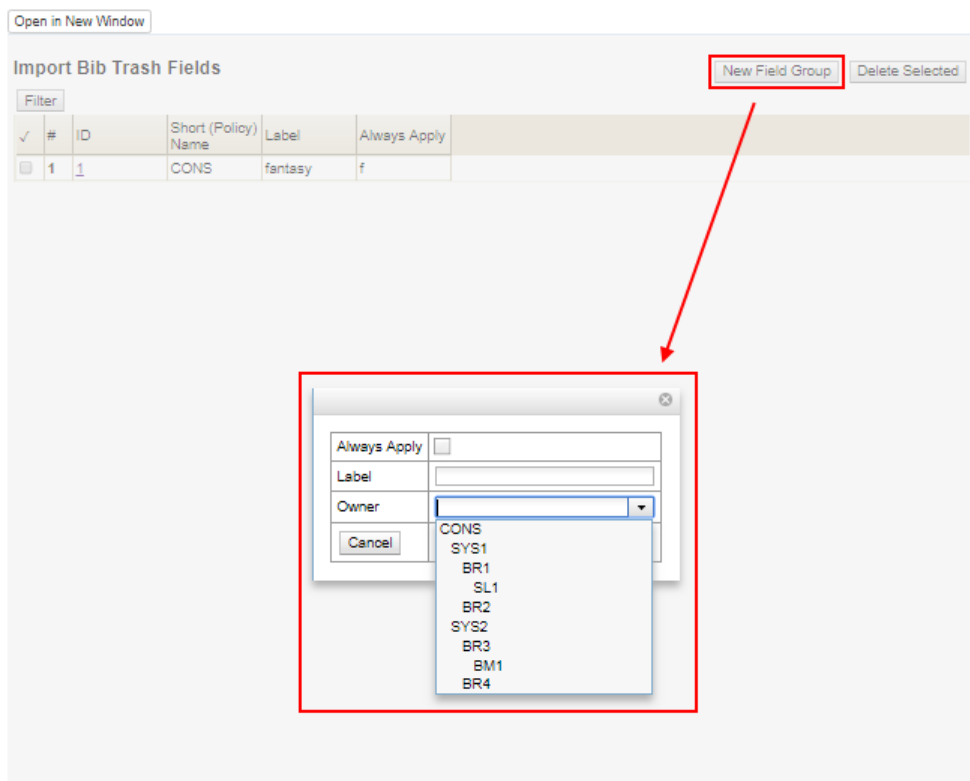 Open in New Window
Import Bib Trash Fields
New Field Group Delete Selected
Filter
✓ # ID Short (Policy) Name Label Always Apply
1 1 CONS fantasy f
Always Apply
Label
Owner
Cancel
CONS
SYS1
BR1
SL1
BR2
SYS2
BR3
BM1
BR4